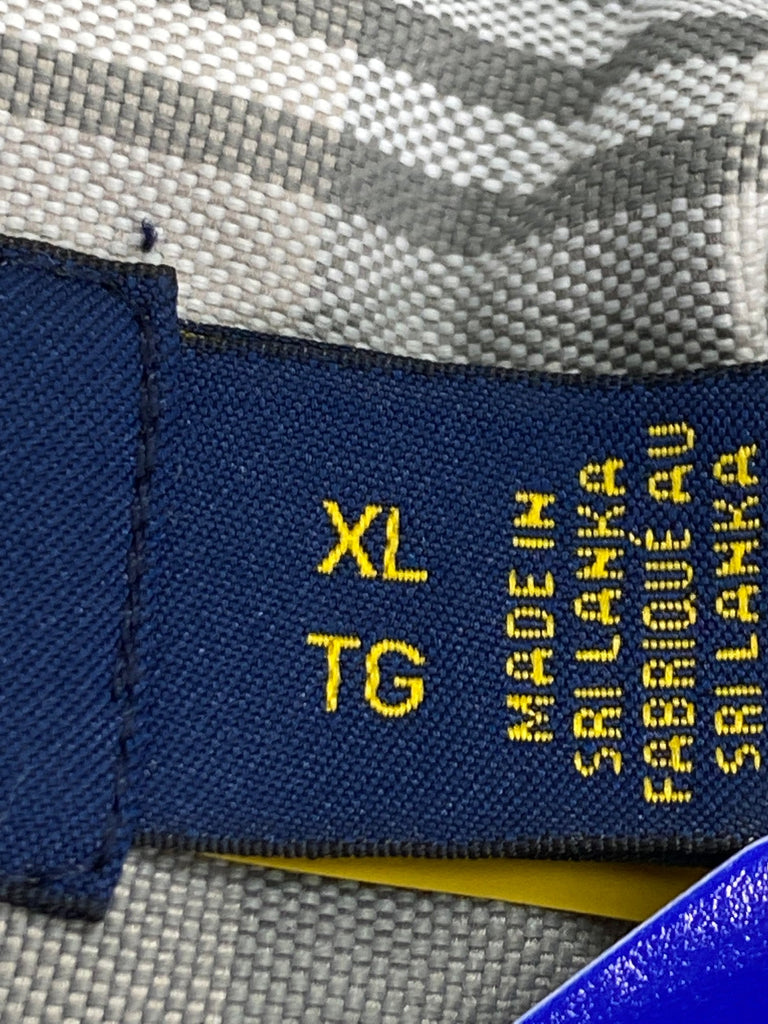 XL
TG
MADE IN
SRI LANKA
FABRIQUÉ AU
SRI LANKA